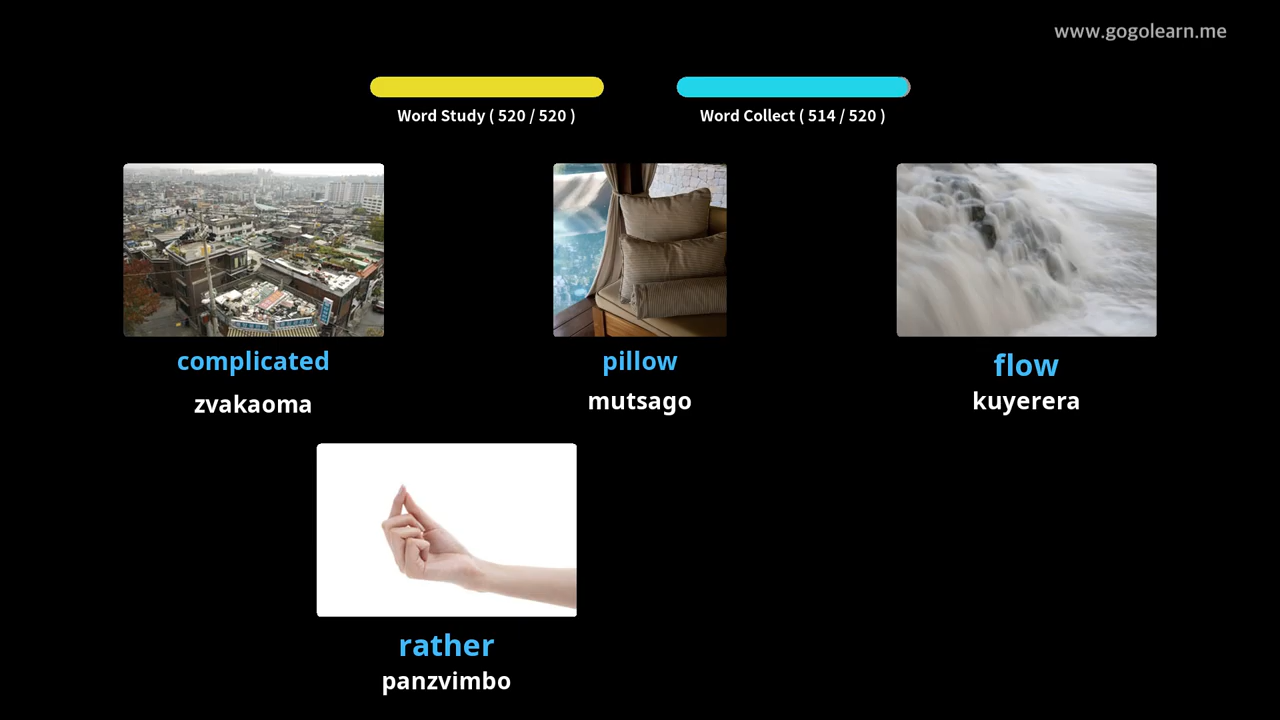 www.gogolearn.me
Word Study ( 520 / 520 )
Word Collect ( 514 / 520 )
complicated
zvakaoma
pillow
mutsago
flow
kuyerera
rather
panzvimbo